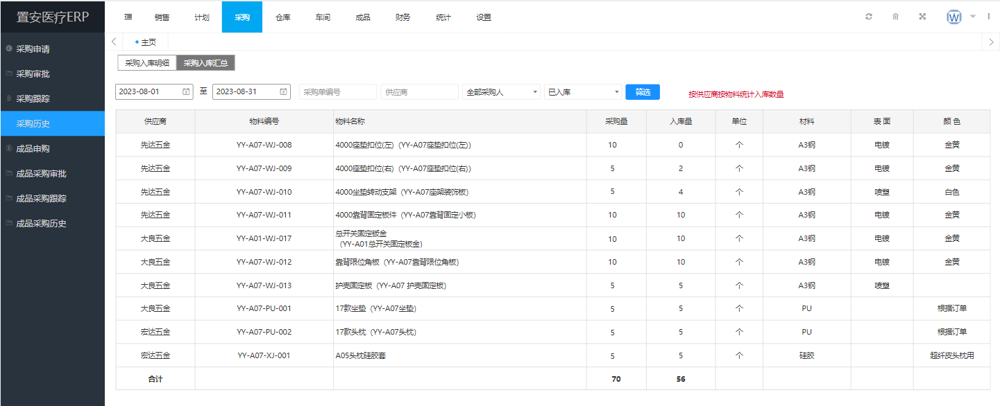 置安医疗ERP
销售 计划 采购 仓库 车间 成品 财务 统计 设置
主页
采购申请
采购审批
采购跟踪
采购历史
成品申购
成品采购审批
成品采购跟踪
成品采购历史
采购入库明细 采购入库汇总
2023-08-01 至 2023-08-31 采购单编号 供应商 全部采购人 已入库 筛选 按供应商按物料统计入库数量
供应商 物料编号 物料名称 采购量 入库量 单位 材料 表面 颜色
先达五金 YY-A07-WJ-008 4000座垫扣位(左)（YY-A07座垫扣位(左)） 10 0 个 A3钢 电镀 金黄
先达五金 YY-A07-WJ-009 4000座垫扣位(右)（YY-A07座垫扣位(右)） 5 2 个 A3钢 电镀 金黄
先达五金 YY-A07-WJ-010 4000坐垫转动支架（YY-A07座架装饰板） 5 4 个 A3钢 喷塑 白色
先达五金 YY-A07-WJ-011 4000靠背固定板件（YY-A07靠背固定小板） 10 10 个 A3钢 电镀 金黄
大良五金 YY-A01-WJ-017 总开关固定钣金
（YY-A01总开关固定板金） 10 10 个 A3钢 电镀 金黄
大良五金 YY-A07-WJ-012 靠背限位角板（YY-A07靠背限位角板） 10 10 个 A3钢 电镀 金黄
大良五金 YY-A07-WJ-013 护壳固定板（YY-A07 护壳固定板） 5 5 个 A3钢 喷塑
大良五金 YY-A07-PU-001 17款坐垫（YY-A07坐垫） 5 5 个 PU 根据订单
宏达五金 YY-A07-PU-002 17款头枕（YY-A07头枕） 5 5 个 PU 根据订单
宏达五金 YY-A07-XJ-001 A05头枕硅胶套 5 5 个 硅胶 超纤皮头枕用
合计 70 56